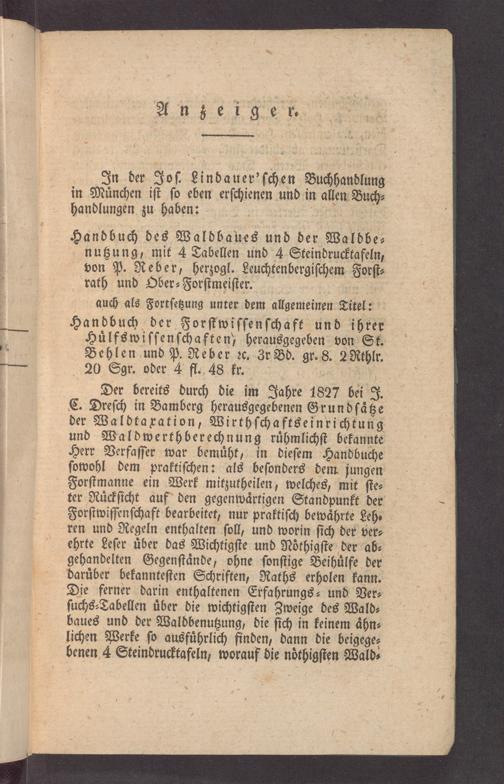 Anzeiger.
In der Jos. Lindauer'schen Buchhandlung
in München ist so eben erschienen und in allen Buch-
handlungen zu haben:
Handbuch des Waldbaues und der Waldbe-
nutzung, mit 4 Tabellen und 4 Steindrucktafeln,
von P. Reber, herzogl. Leuchtenbergischem Forst-
rath und Ober-Forstmeister.
auch als Fortsetzung unter dem allgemeinen Titel:
Handbuch der Forstwissenschaft und ihrer
Hülfswissenschaften, herausgegeben von St.
Behlen und P. Reber ꝛc. 3r Bd. gr. 8. 2 Rthlr.
20 Sgr. oder 4 fl. 48 kr.
Der bereits durch die im Jahre 1827 bei J.
C. Dresch in Bamberg herausgegebenen Grundsätze
der Waldtaxation, Wirthschaftseinrichtung
und Waldwerthberechnung rühmlichst bekannte
Herr Verfasser war bemüht, in diesem Handbuche
sowohl dem praktischen: als besonders dem jungen
Forstmanne ein Werk mitzutheilen, welches, mit ste-
ter Rücksicht auf den gegenwärtigen Standpunkt der
Forstwissenschaft bearbeitet, nur praktisch bewährte Leh-
ren und Regeln enthalten soll, und worin sich der ver-
ehrte Leser über das Wichtigste und Nöthigste der ab-
gehandelten Gegenstände, ohne sonstige Beihülfe der
darüber bekanntesten Schriften, Raths erholen kann.
Die ferner darin enthaltenen Erfahrungs- und Ver-
suchs-Tabellen über die wichtigsten Zweige des Wald-
baues und der Waldbenutzung, die sich in keinem ähn-
lichen Werke so ausführlich finden, dann die beigege-
benen 4 Steindrucktafeln, worauf die nöthigsten Wald-